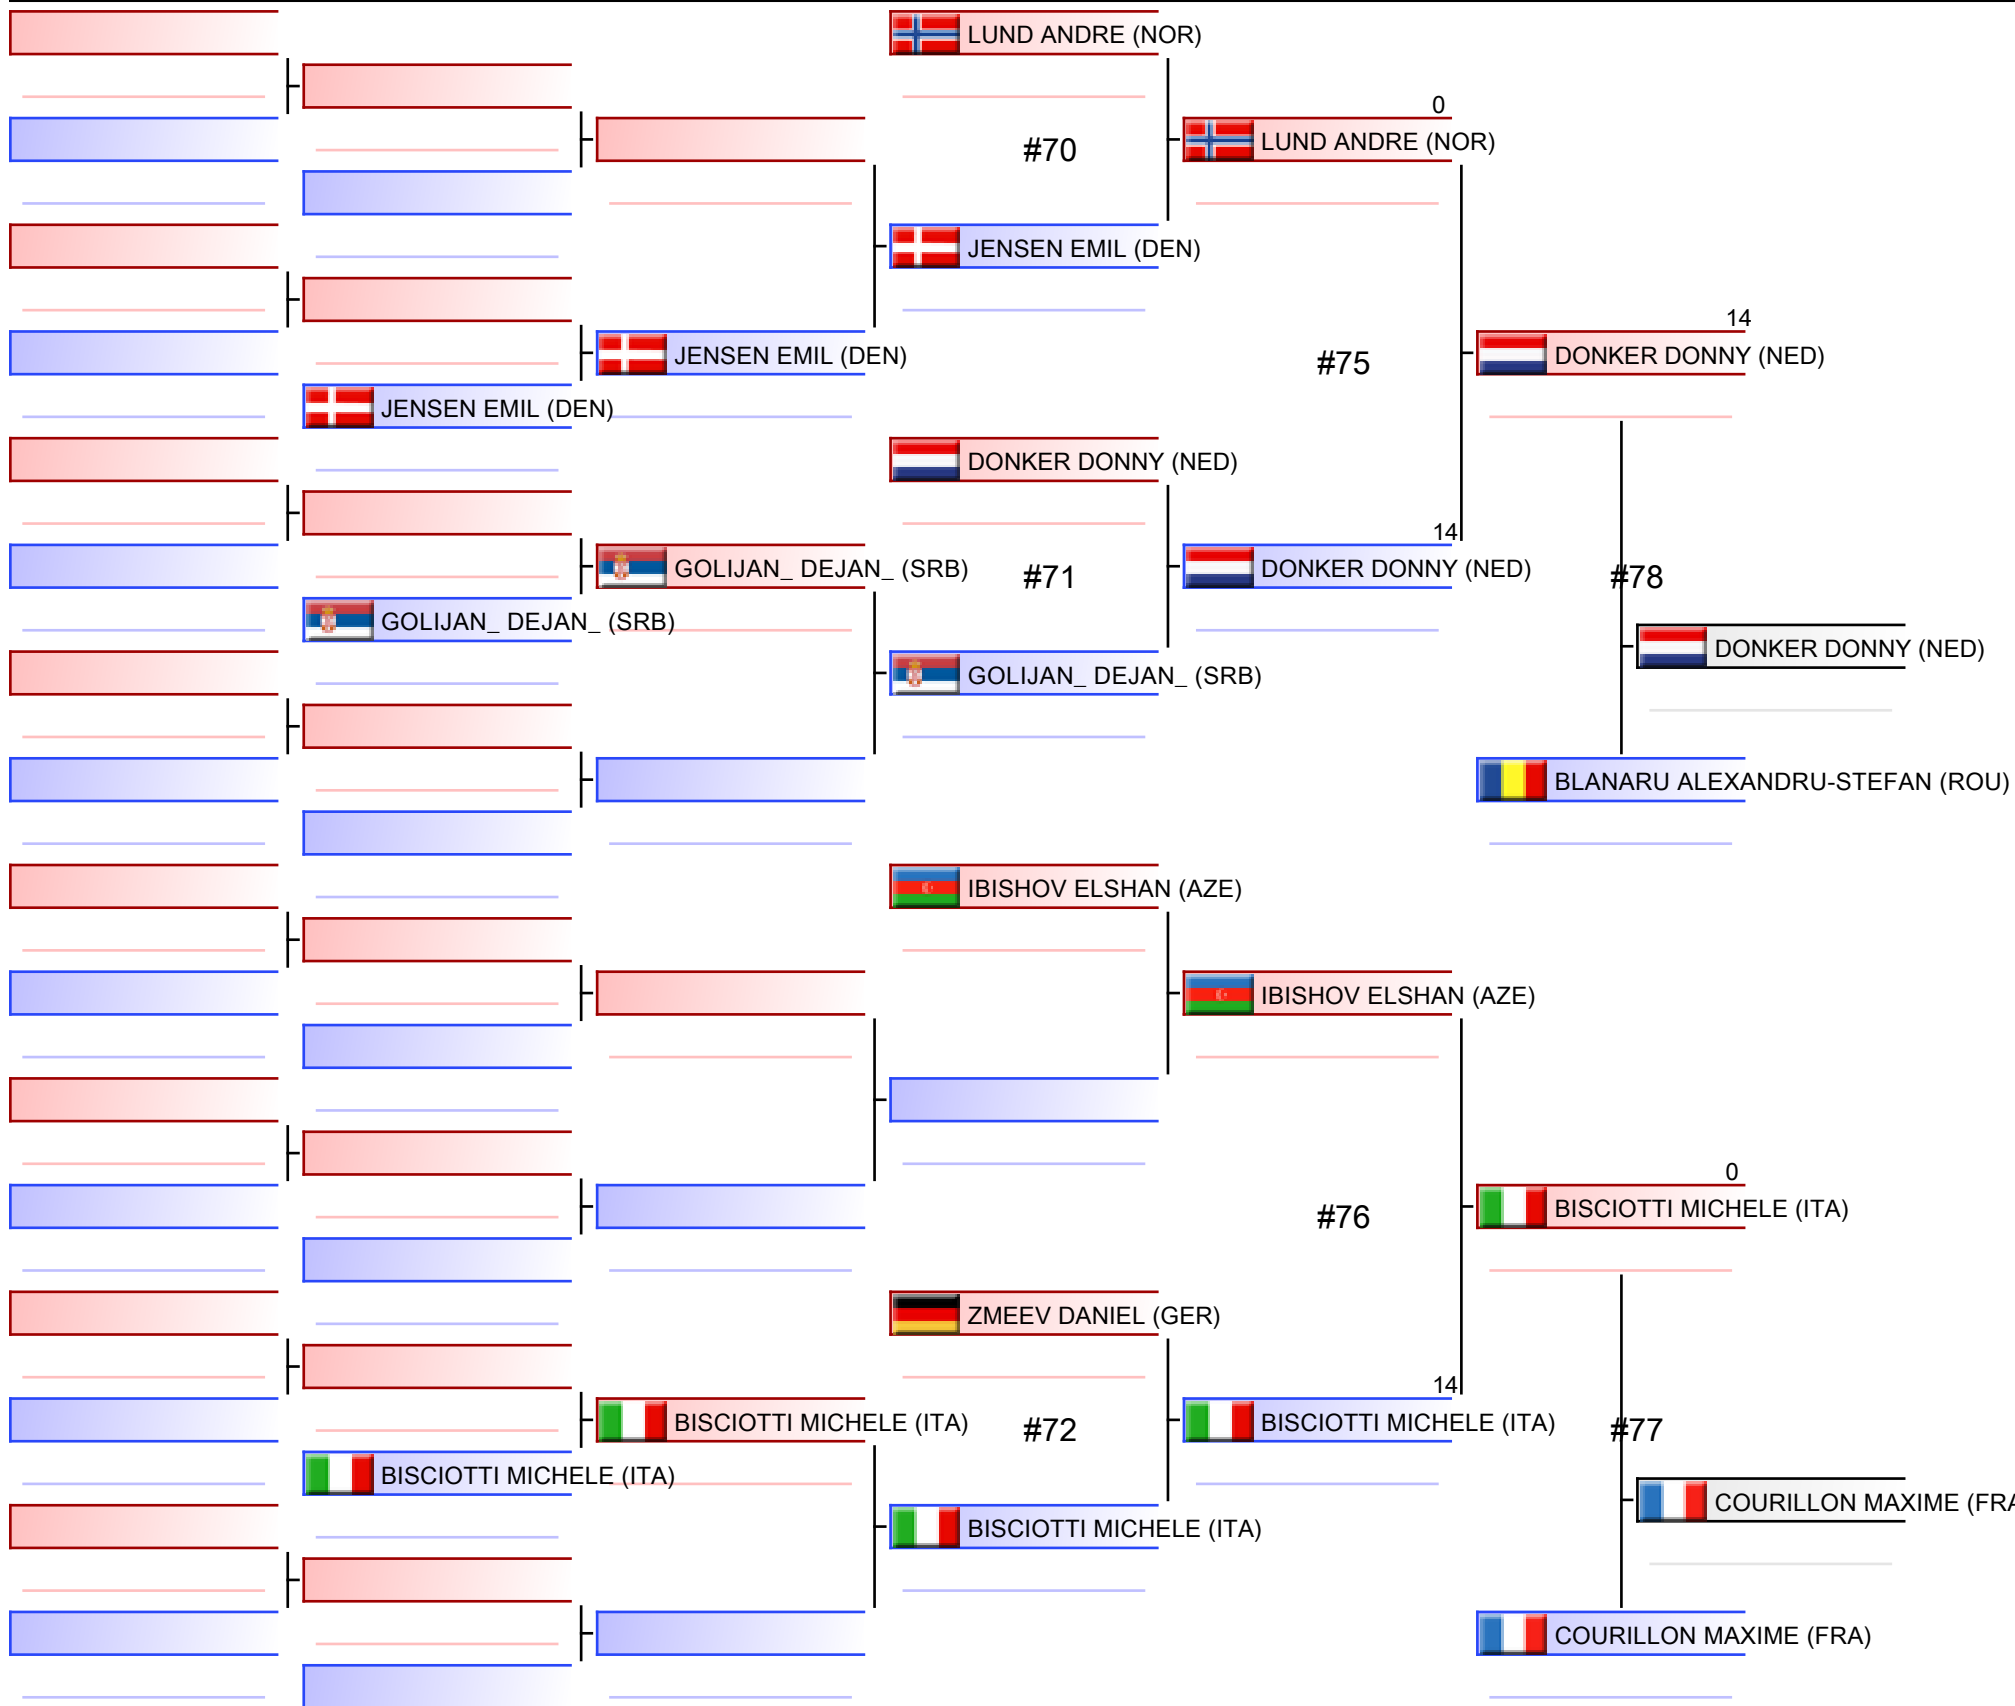 LUND ANDRE (NOR)
0
#70
LUND ANDRE (NOR)
JENSEN EMIL (DEN)
14
JENSEN EMIL (DEN)
#75
DONKER DONNY (NED)
JENSEN EMIL (DEN)
DONKER DONNY (NED)
14
GOLIJAN_ DEJAN_ (SRB)
#71
DONKER DONNY (NED)
#78
GOLIJAN_ DEJAN_ (SRB)
DONKER DONNY (NED)
GOLIJAN_ DEJAN_ (SRB)
BLANARU ALEXANDRU-STEFAN (ROU)
IBISHOV ELSHAN (AZE)
IBISHOV ELSHAN (AZE)
0
#76
BISCIOTTI MICHELE (ITA)
ZMEEV DANIEL (GER)
14
BISCIOTTI MICHELE (ITA)
#72
BISCIOTTI MICHELE (ITA)
#77
BISCIOTTI MICHELE (ITA)
COURILLON MAXIME (FRA
BISCIOTTI MICHELE (ITA)
COURILLON MAXIME (FRA)